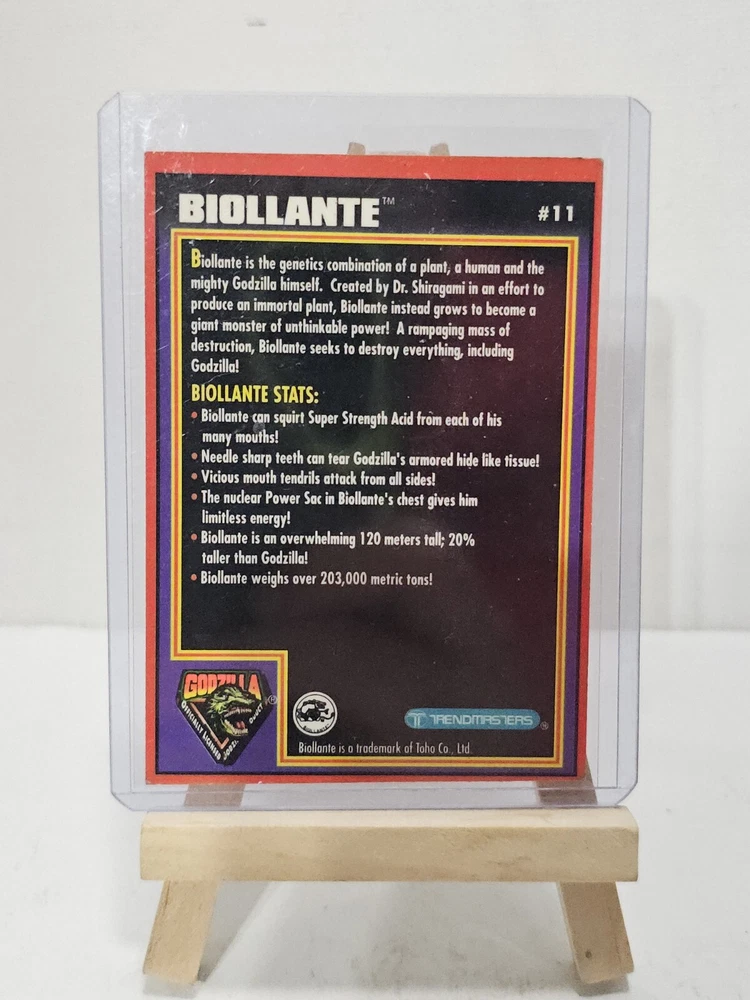 BIOLLANTE™
#11
Biollante is the genetics combination of a plant, a human and the
mighty Godzilla himself. Created by Dr. Shiragami in an effort to
produce an immortal plant, Biollante instead grows to become a
giant monster of unthinkable power! A rampaging mass of
destruction, Biollante seeks to destroy everything, including
Godzilla!
BIOLLANTE STATS:
• Biollante can squirt Super Strength Acid from each of his
many mouths!
• Needle sharp teeth can tear Godzilla's armored hide like tissue!
• Vicious mouth tendrils attack from all sides!
• The nuclear Power Sac in Biollante's chest gives him
limitless energy!
• Biollante is an overwhelming 120 meters tall; 20%
taller than Godzilla!
• Biollante weighs over 203,000 metric tons!
GODZILLA ®
OFFICIALLY LICENSED
TRENDMASTERS ®
Biollante is a trademark of Toho Co., Ltd.